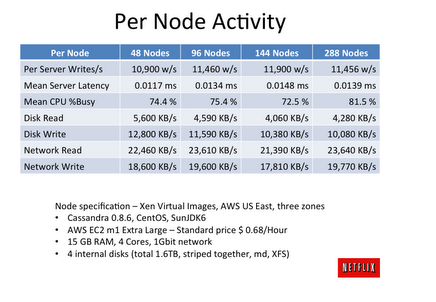 Per Node Activity
Per Node 48 Nodes 96 Nodes 144 Nodes 288 Nodes
Per Server Writes/s 10,900 w/s 11,460 w/s 11,900 w/s 11,456 w/s
Mean Server Latency 0.0117 ms 0.0134 ms 0.0148 ms 0.0139 ms
Mean CPU %Busy 74.4 % 75.4 % 72.5 % 81.5 %
Disk Read 5,600 KB/s 4,590 KB/s 4,060 KB/s 4,280 KB/s
Disk Write 12,800 KB/s 11,590 KB/s 10,380 KB/s 10,080 KB/s
Network Read 22,460 KB/s 23,610 KB/s 21,390 KB/s 23,640 KB/s
Network Write 18,600 KB/s 19,600 KB/s 17,810 KB/s 19,770 KB/s
Node specification – Xen Virtual Images, AWS US East, three zones
• Cassandra 0.8.6, CentOS, SunJDK6
• AWS EC2 m1 Extra Large – Standard price $ 0.68/Hour
• 15 GB RAM, 4 Cores, 1Gbit network
• 4 internal disks (total 1.6TB, striped together, md, XFS)
NETFLIX